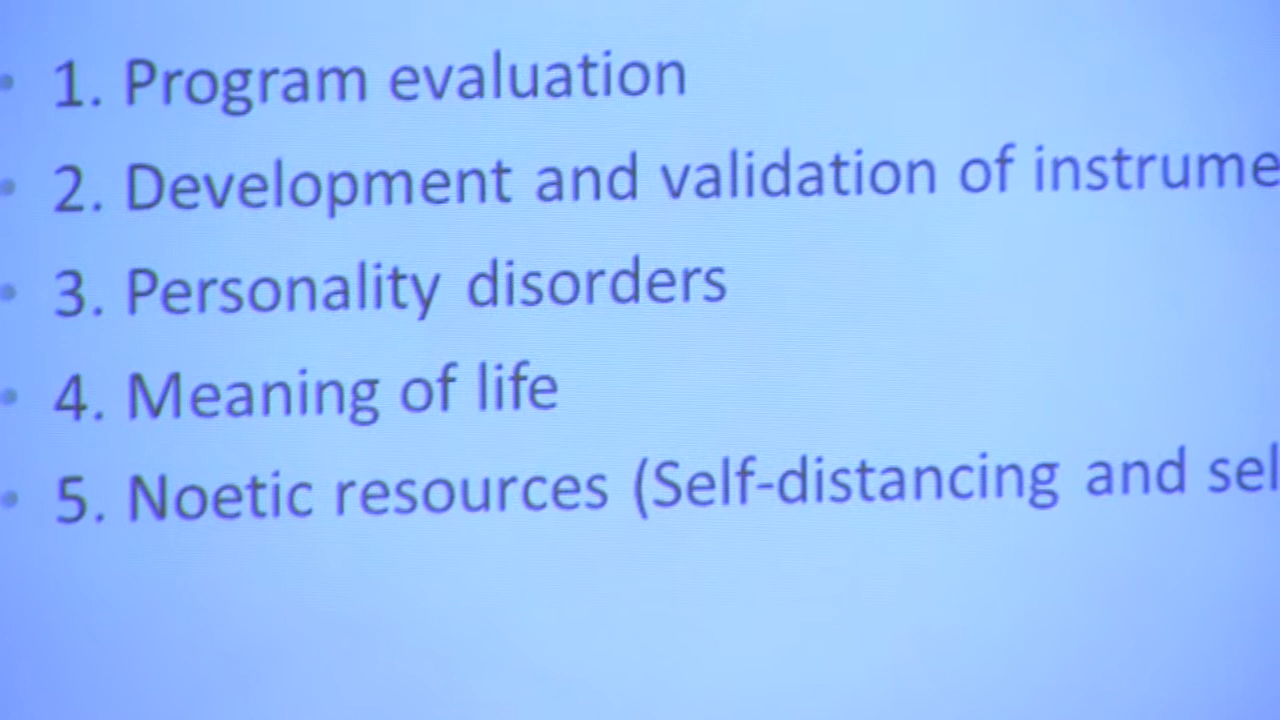 • 1. Program evaluation
• 2. Development and validation of instrume
• 3. Personality disorders
• 4. Meaning of life
• 5. Noetic resources (Self-distancing and sel